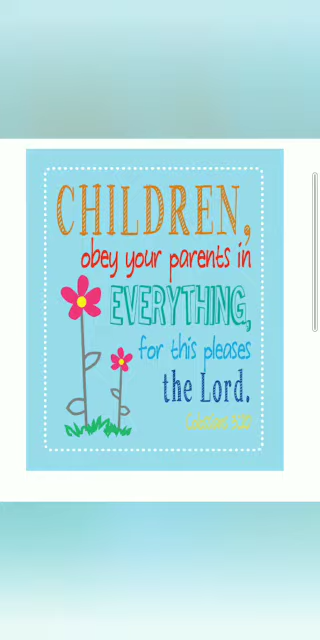 CHILDREN,
obey your parents in
EVERYTHING,
for this pleases
the Lord.
Colossians 3:20